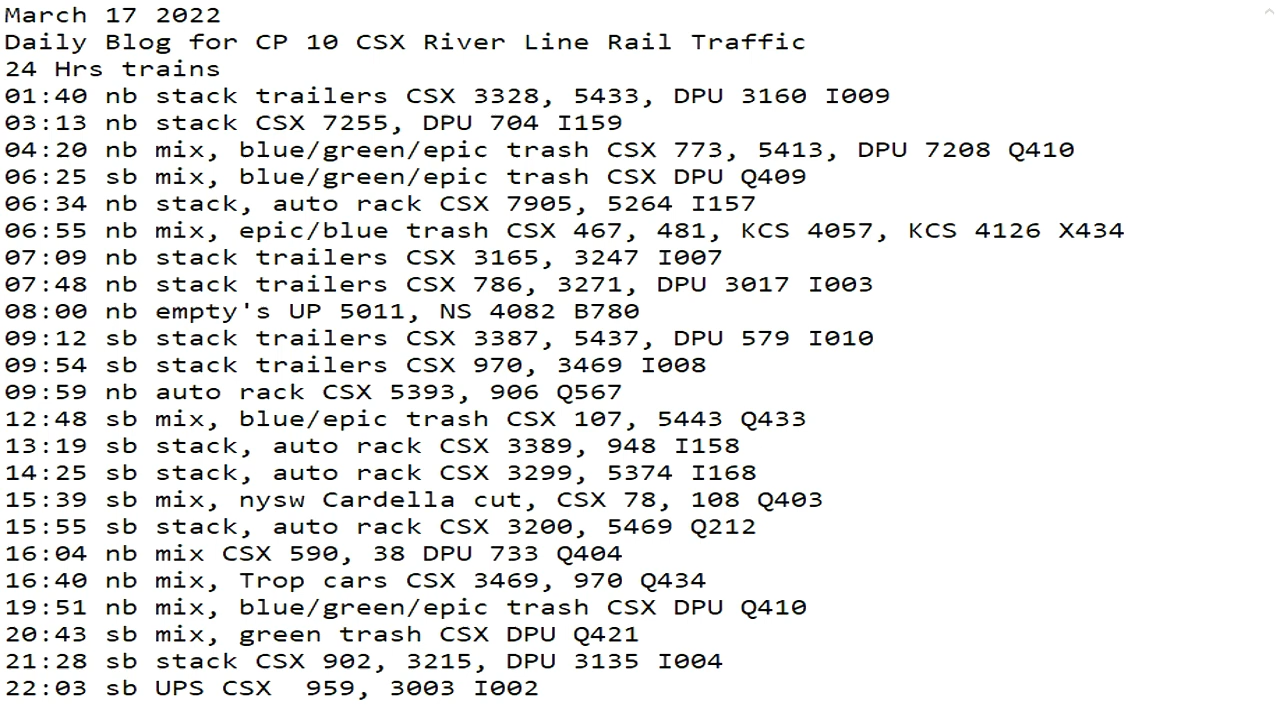 March 17 2022
Daily Blog for CP 10 CSX River Line Rail Traffic
24 Hrs trains
01:40 nb stack trailers CSX 3328, 5433, DPU 3160 I009
03:13 nb stack CSX 7255, DPU 704 I159
04:20 nb mix, blue/green/epic trash CSX 773, 5413, DPU 7208 Q410
06:25 sb mix, blue/green/epic trash CSX DPU Q409
06:34 nb stack, auto rack CSX 7905, 5264 I157
06:55 nb mix, epic/blue trash CSX 467, 481, KCS 4057, KCS 4126 X434
07:09 nb stack trailers CSX 3165, 3247 I007
07:48 nb stack trailers CSX 786, 3271, DPU 3017 I003
08:00 nb empty's UP 5011, NS 4082 B780
09:12 sb stack trailers CSX 3387, 5437, DPU 579 I010
09:54 sb stack trailers CSX 970, 3469 I008
09:59 nb auto rack CSX 5393, 906 Q567
12:48 sb mix, blue/epic trash CSX 107, 5443 Q433
13:19 sb stack, auto rack CSX 3389, 948 I158
14:25 sb stack, auto rack CSX 3299, 5374 I168
15:39 sb mix, nysw Cardella cut, CSX 78, 108 Q403
15:55 sb stack, auto rack CSX 3200, 5469 Q212
16:04 nb mix CSX 590, 38 DPU 733 Q404
16:40 nb mix, Trop cars CSX 3469, 970 Q434
19:51 nb mix, blue/green/epic trash CSX DPU Q410
20:43 sb mix, green trash CSX DPU Q421
21:28 sb stack CSX 902, 3215, DPU 3135 I004
22:03 sb UPS CSX  959, 3003 I002